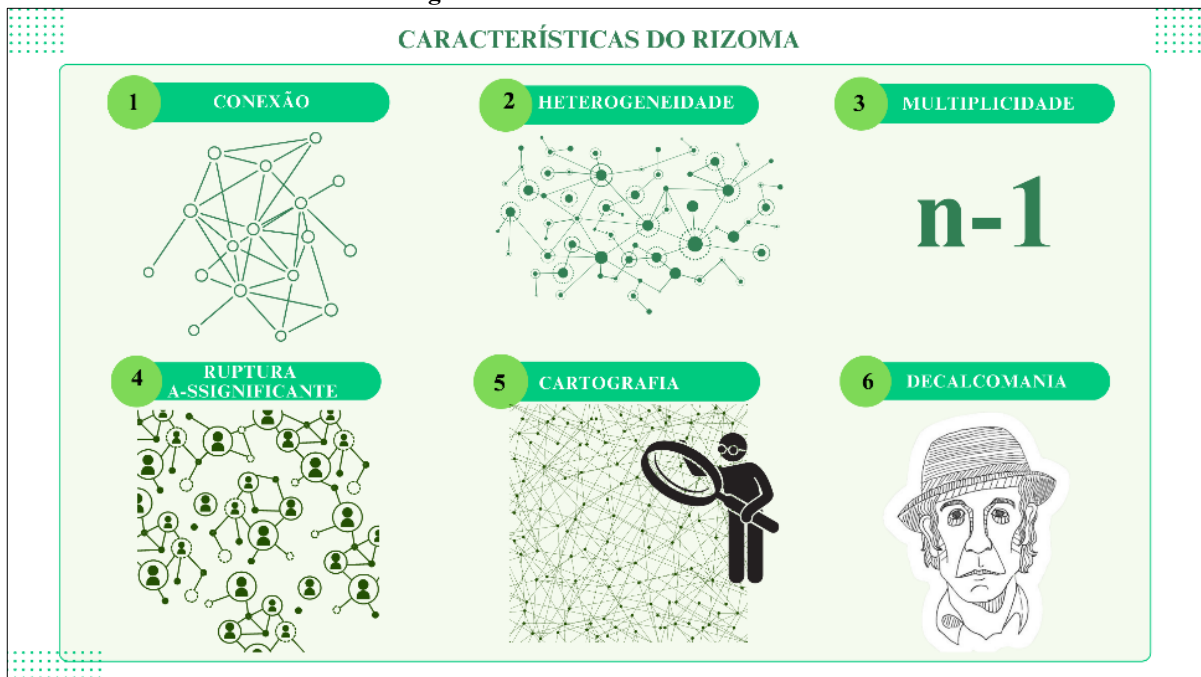 CARACTERÍSTICAS DO RIZOMA
1 CONEXÃO
2 HETEROGENEIDADE
3 MULTIPLICIDADE
n-1
4 RUPTURA
A-SSIGNIFICANTE
5 CARTOGRAFIA
6 DECALCOMANIA